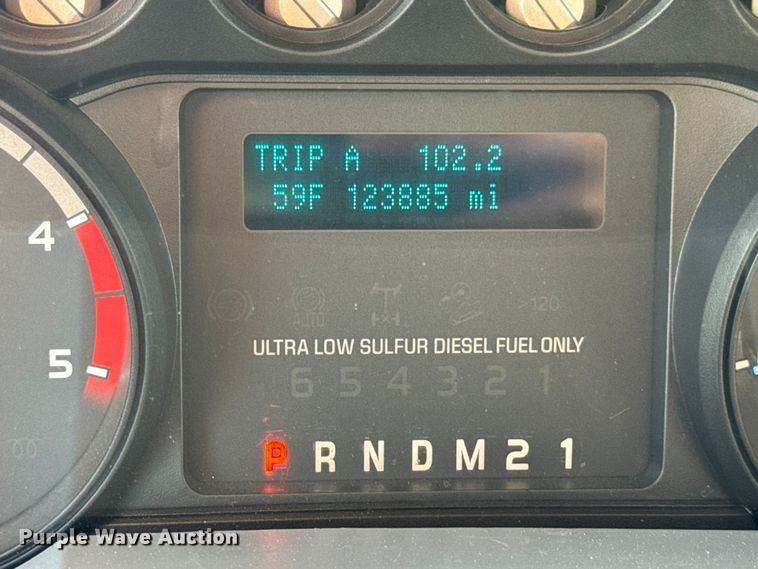 TRIP A 102.2
59F 123885 mi
4
AUTO
>120
ULTRA LOW SULFUR DIESEL FUEL ONLY
5
6 5 4 3 2 1
P R N D M 2 1
Purple Wave Auction